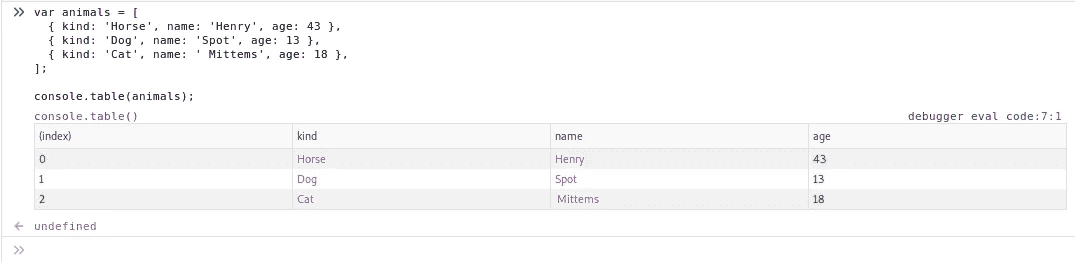 » var animals = [
{ kind: 'Horse', name: 'Henry', age: 43 },
{ kind: 'Dog', name: 'Spot', age: 13 },
{ kind: 'Cat', name: ' Mittems', age: 18 },
];
console.table(animals);
console.table() debugger eval code:7:1
(index) kind name age
0 Horse Henry 43
1 Dog Spot 13
2 Cat Mittems 18
← undefined
»